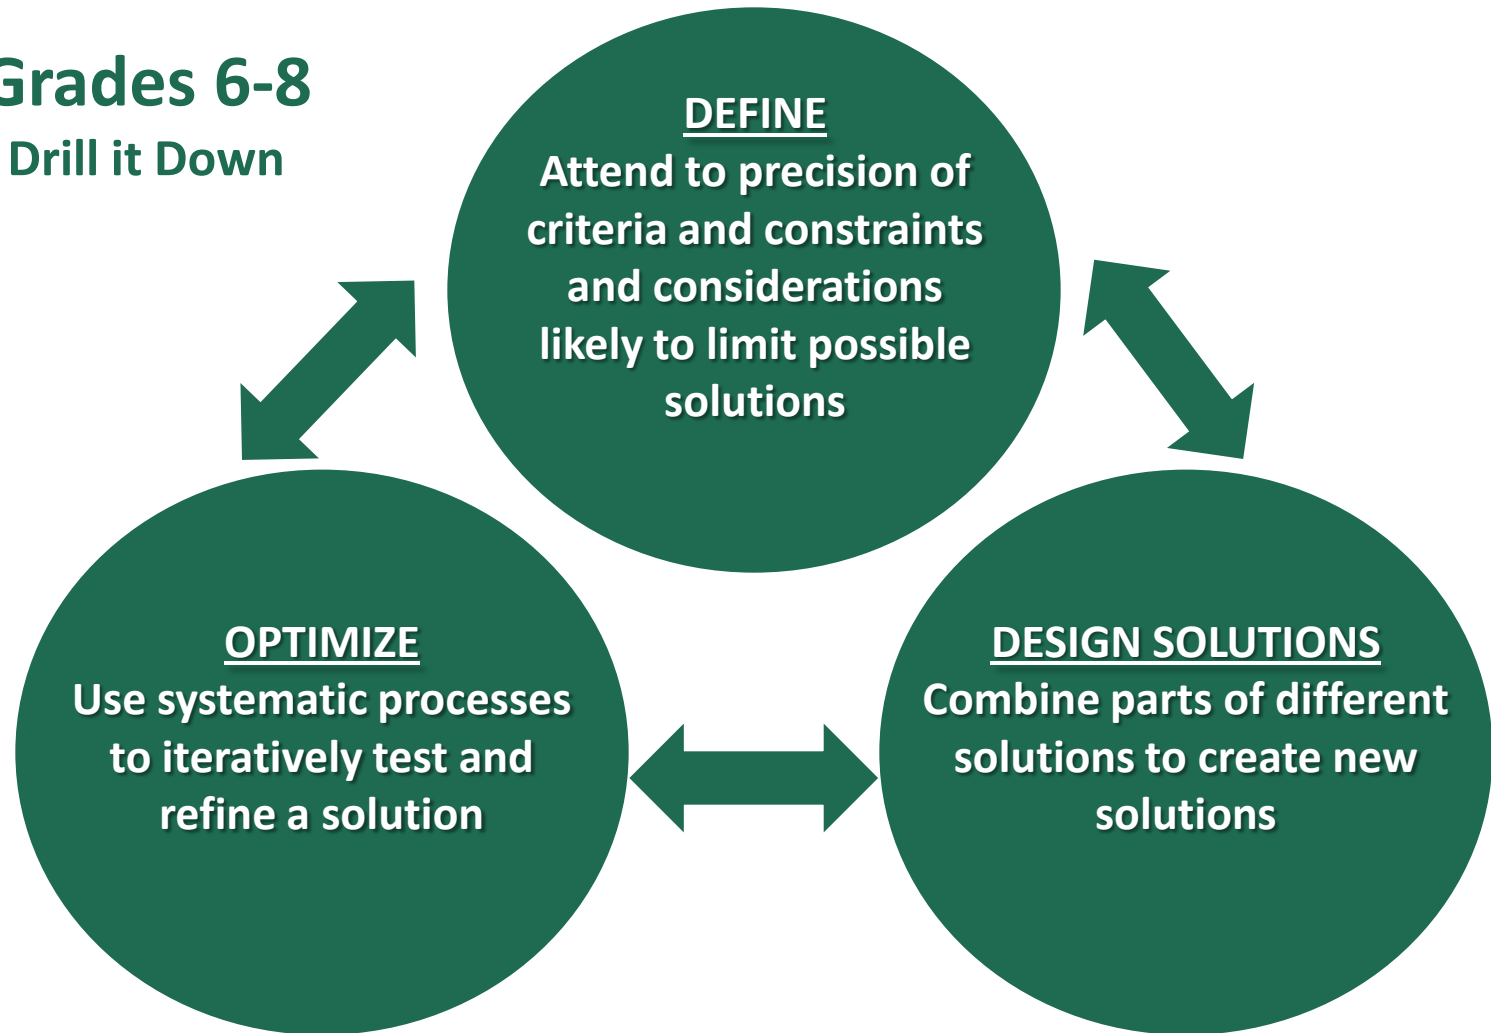 Grades 6-8
Drill it Down
DEFINE
Attend to precision of
criteria and constraints
and considerations
likely to limit possible
solutions
OPTIMIZE
Use systematic processes
to iteratively test and
refine a solution
DESIGN SOLUTIONS
Combine parts of different
solutions to create new
solutions